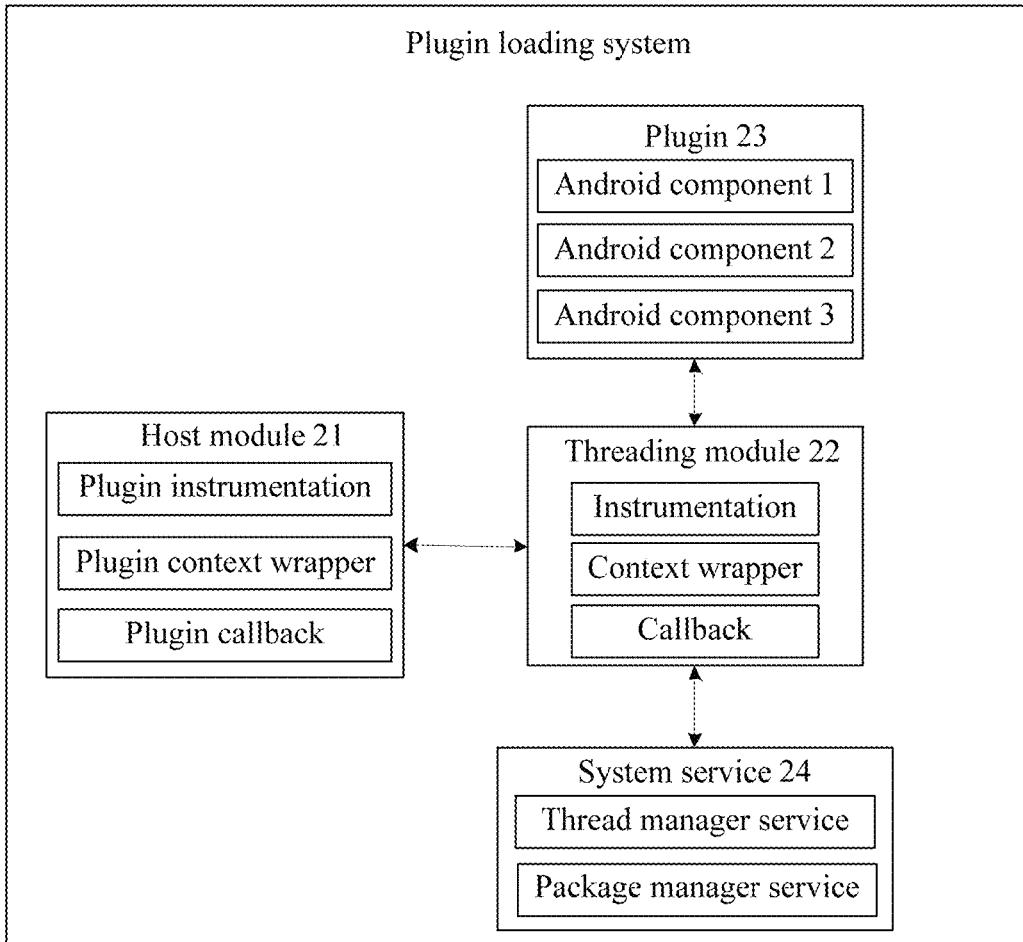 Plugin loading system
Plugin 23
Android component 1
Android component 2
Android component 3
Host module 21
Plugin instrumentation
Plugin context wrapper
Plugin callback
Threading module 22
Instrumentation
Context wrapper
Callback
System service 24
Thread manager service
Package manager service